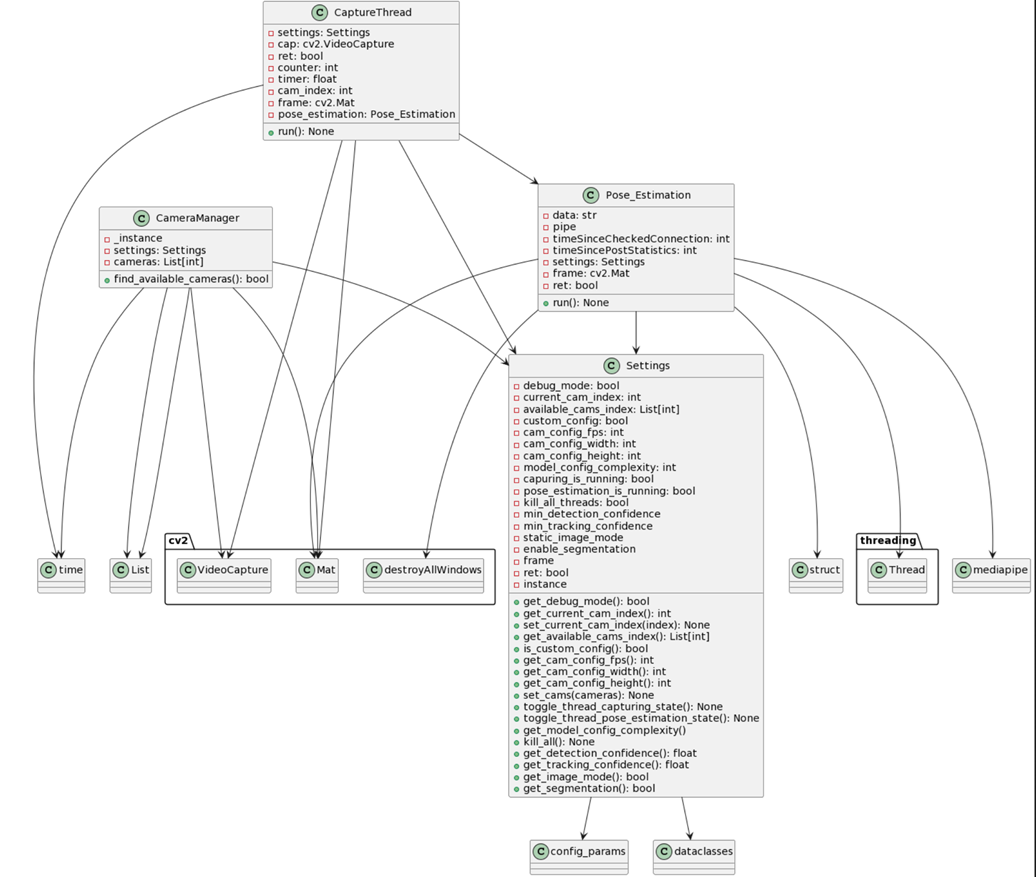 C CaptureThread
settings: Settings
cap: cv2.VideoCapture
ret: bool
counter: int
timer: float
cam_index: int
frame: cv2.Mat
pose_estimation: Pose_Estimation
run(): None
C CameraManager
_instance
settings: Settings
cameras: List[int]
find_available_cameras(): bool
C Pose_Estimation
data: str
pipe
timeSinceCheckedConnection: int
timeSincePostStatistics: int
settings: Settings
frame: cv2.Mat
ret: bool
run(): None
C Settings
debug_mode: bool
current_cam_index: int
available_cams_index: List[int]
custom_config: bool
cam_config_fps: int
cam_config_width: int
cam_config_height: int
model_config_complexity: int
capuring_is_running: bool
pose_estimation_is_running: bool
kill_all_threads: bool
min_detection_confidence
min_tracking_confidence
static_image_mode
enable_segmentation
frame
ret: bool
instance
get_debug_mode(): bool
get_current_cam_index(): int
set_current_cam_index(index): None
get_available_cams_index(): List[int]
is_custom_config(): bool
get_cam_config_fps(): int
get_cam_config_width(): int
get_cam_config_height(): int
set_cams(cameras): None
toggle_thread_capturing_state(): None
toggle_thread_pose_estimation_state(): None
get_model_config_complexity()
kill_all(): None
get_detection_confidence(): float
get_tracking_confidence(): float
get_image_mode(): bool
get_segmentation(): bool
C time
C List
cv2
C VideoCapture
C Mat
C destroyAllWindows
C struct
threading
C Thread
C mediapipe
C config_params
C dataclasses